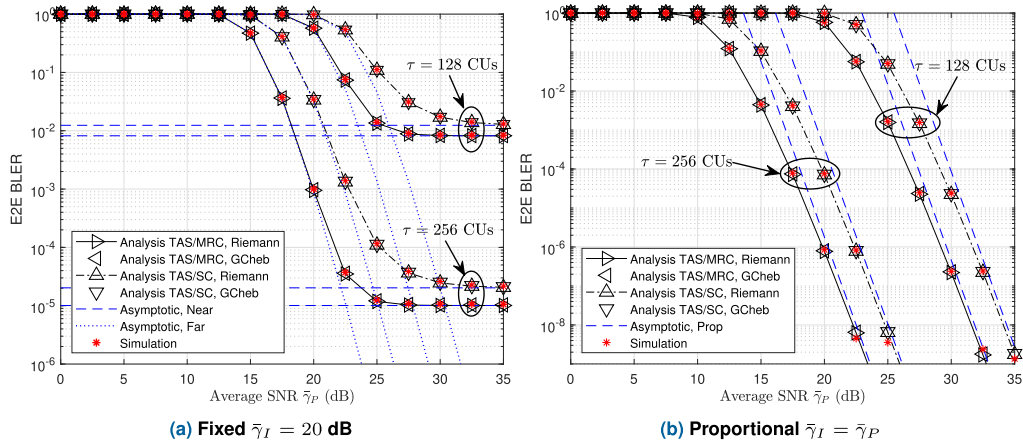 10^0
10^-1
10^-2
10^-3
10^-4
10^-5
10^-6
E2E BLER
τ = 128 CUs
τ = 256 CUs
Analysis TAS/MRC, Riemann
Analysis TAS/MRC, GCheb
Analysis TAS/SC, Riemann
Analysis TAS/SC, GCheb
Asymptotic, Near
Asymptotic, Far
Simulation
0 5 10 15 20 25 30 35
Average SNR γ̄_P (dB)
(a) Fixed γ̄_I = 20 dB
10^0
10^-2
10^-4
10^-6
10^-8
E2E BLER
τ = 128 CUs
τ = 256 CUs
Analysis TAS/MRC, Riemann
Analysis TAS/MRC, GCheb
Analysis TAS/SC, Riemann
Analysis TAS/SC, GCheb
Asymptotic, Prop
Simulation
0 5 10 15 20 25 30 35
Average SNR γ̄_P (dB)
(b) Proportional γ̄_I = γ̄_P